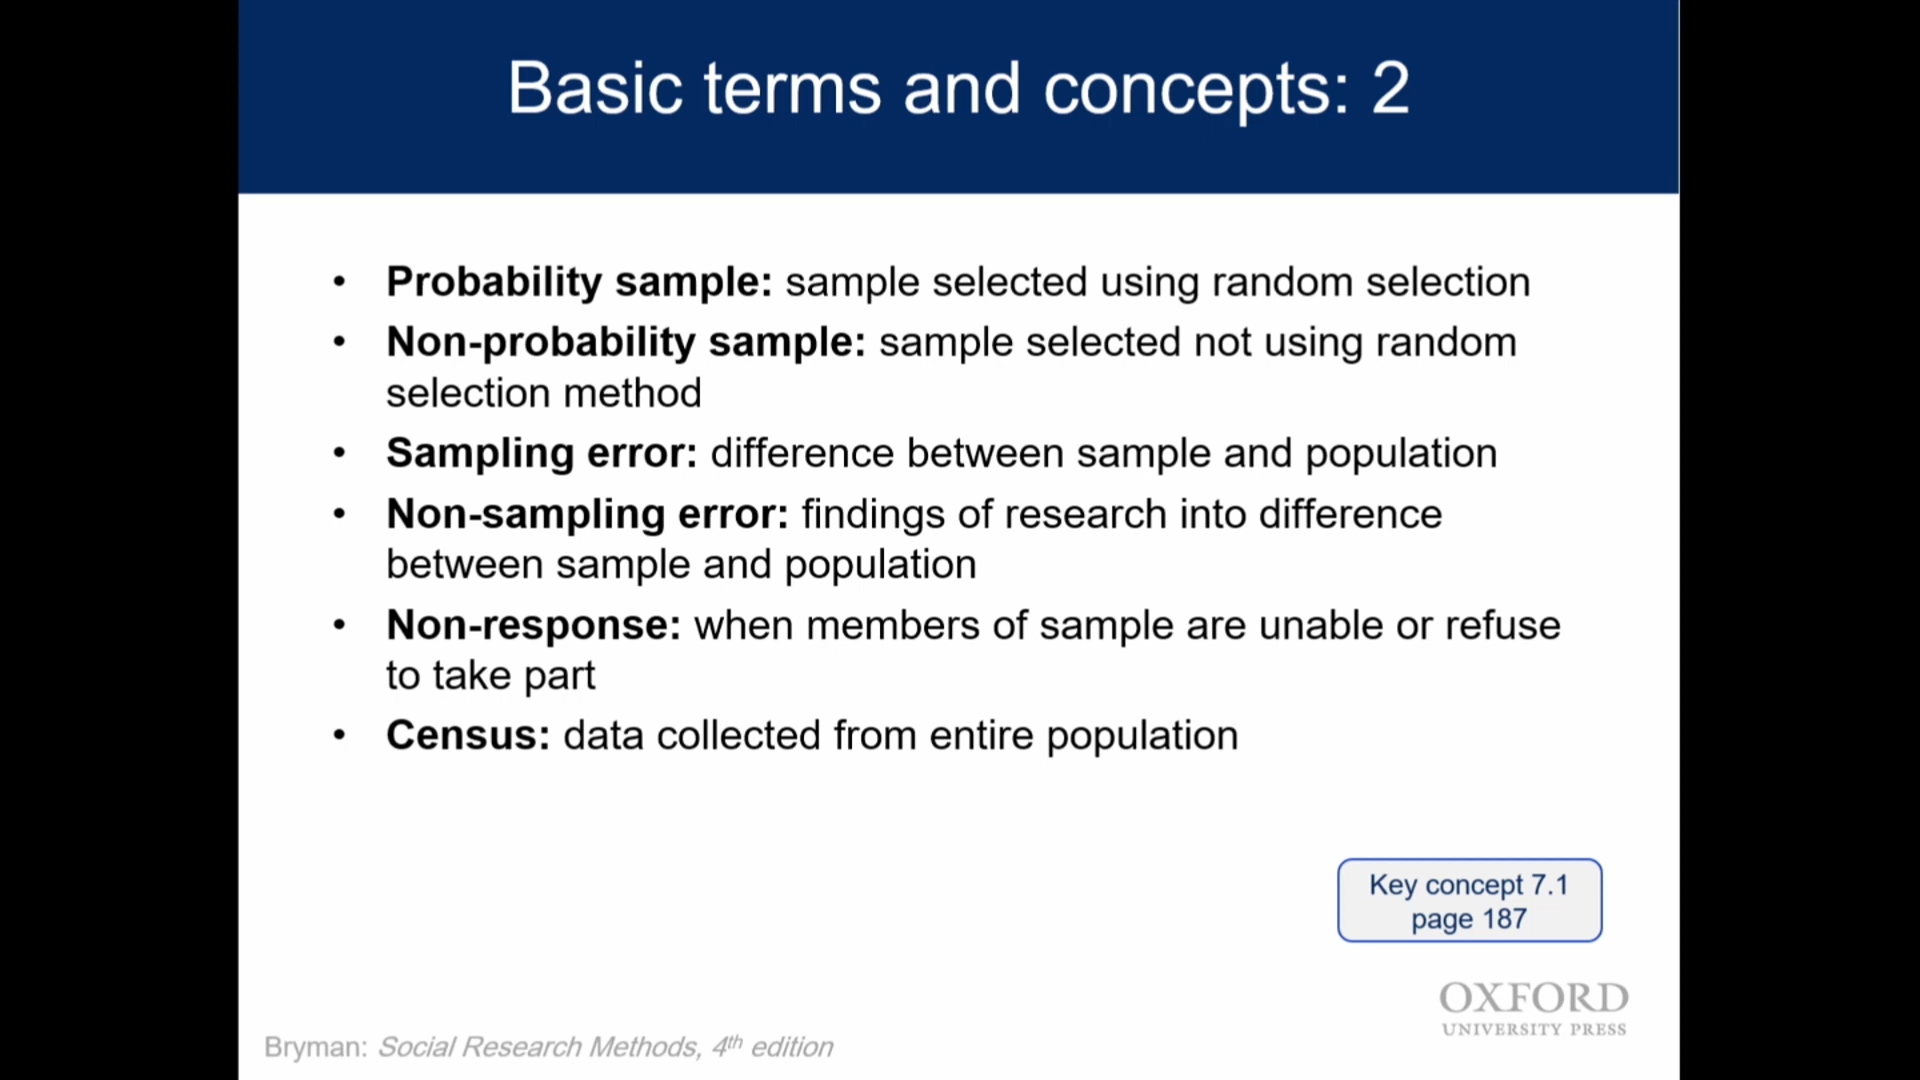 Basic terms and concepts: 2
• Probability sample: sample selected using random selection
• Non-probability sample: sample selected not using random
selection method
• Sampling error: difference between sample and population
• Non-sampling error: findings of research into difference
between sample and population
• Non-response: when members of sample are unable or refuse
to take part
• Census: data collected from entire population
Key concept 7.1
page 187
OXFORD
UNIVERSITY PRESS
Bryman: Social Research Methods, 4th edition